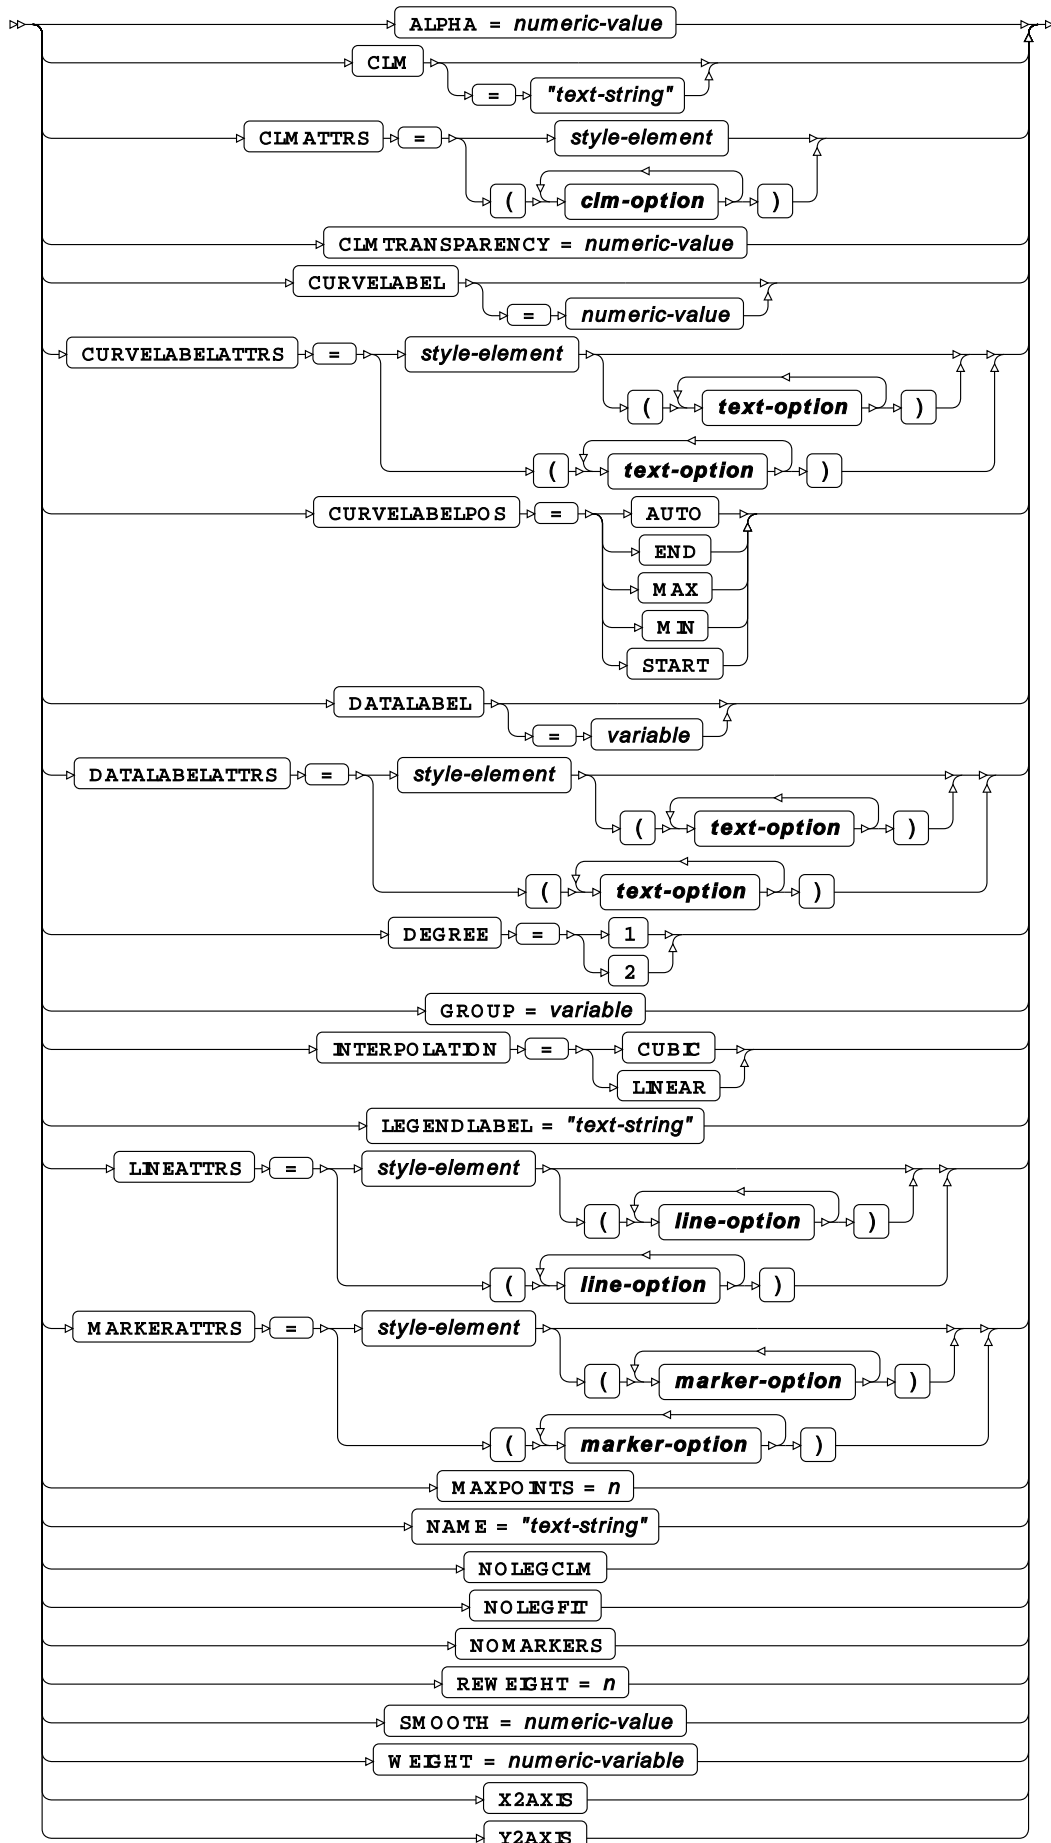 ALPHA = numeric-value
CLM
= "text-string"
CLMATTRS = style-element
( clm-option )
CLMTRANSPARENCY = numeric-value
CURVELABEL
= numeric-value
CURVELABELATTRS = style-element
( text-option )
( text-option )
CURVELABELPOS = AUTO
END
MAX
MIN
START
DATALABEL
= variable
DATALABELATTRS = style-element
( text-option )
( text-option )
DEGREE = 1
2
GROUP = variable
INTERPOLATION = CUBIC
LINEAR
LEGENDLABEL = "text-string"
LINEATTRS = style-element
( line-option )
( line-option )
MARKERATTRS = style-element
( marker-option )
( marker-option )
MAXPOINTS = n
NAME = "text-string"
NOLEGCLM
NOLEGFIT
NOMARKERS
REWEIGHT = n
SMOOTH = numeric-value
WEIGHT = numeric-variable
X2AXIS
Y2AXIS